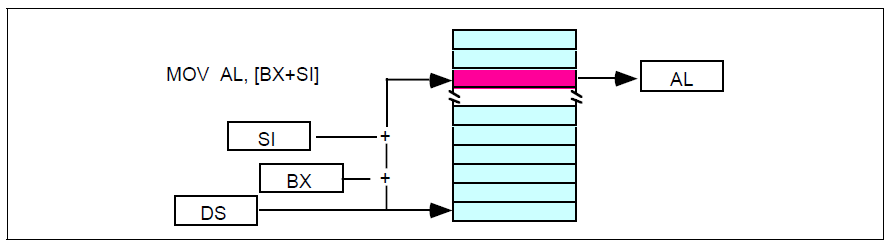 MOV AL, [BX+SI]
AL
SI
+
BX
+
DS